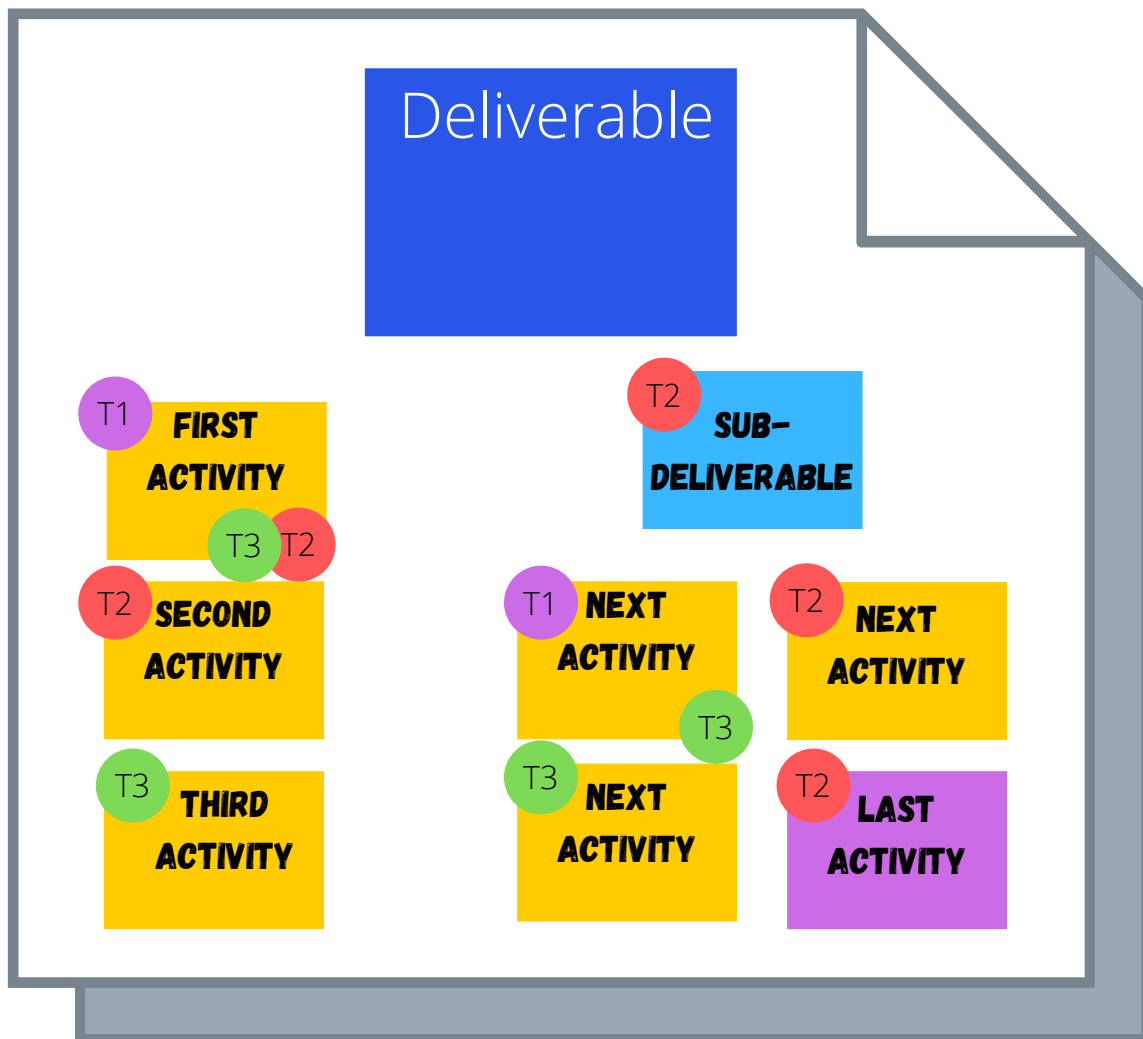 Deliverable
T1
FIRST
ACTIVITY
T3
T2
T2
SECOND
ACTIVITY
T3
THIRD
ACTIVITY
T2
SUB-
DELIVERABLE
T1
NEXT
ACTIVITY
T3
T3
NEXT
ACTIVITY
T2
NEXT
ACTIVITY
T2
LAST
ACTIVITY